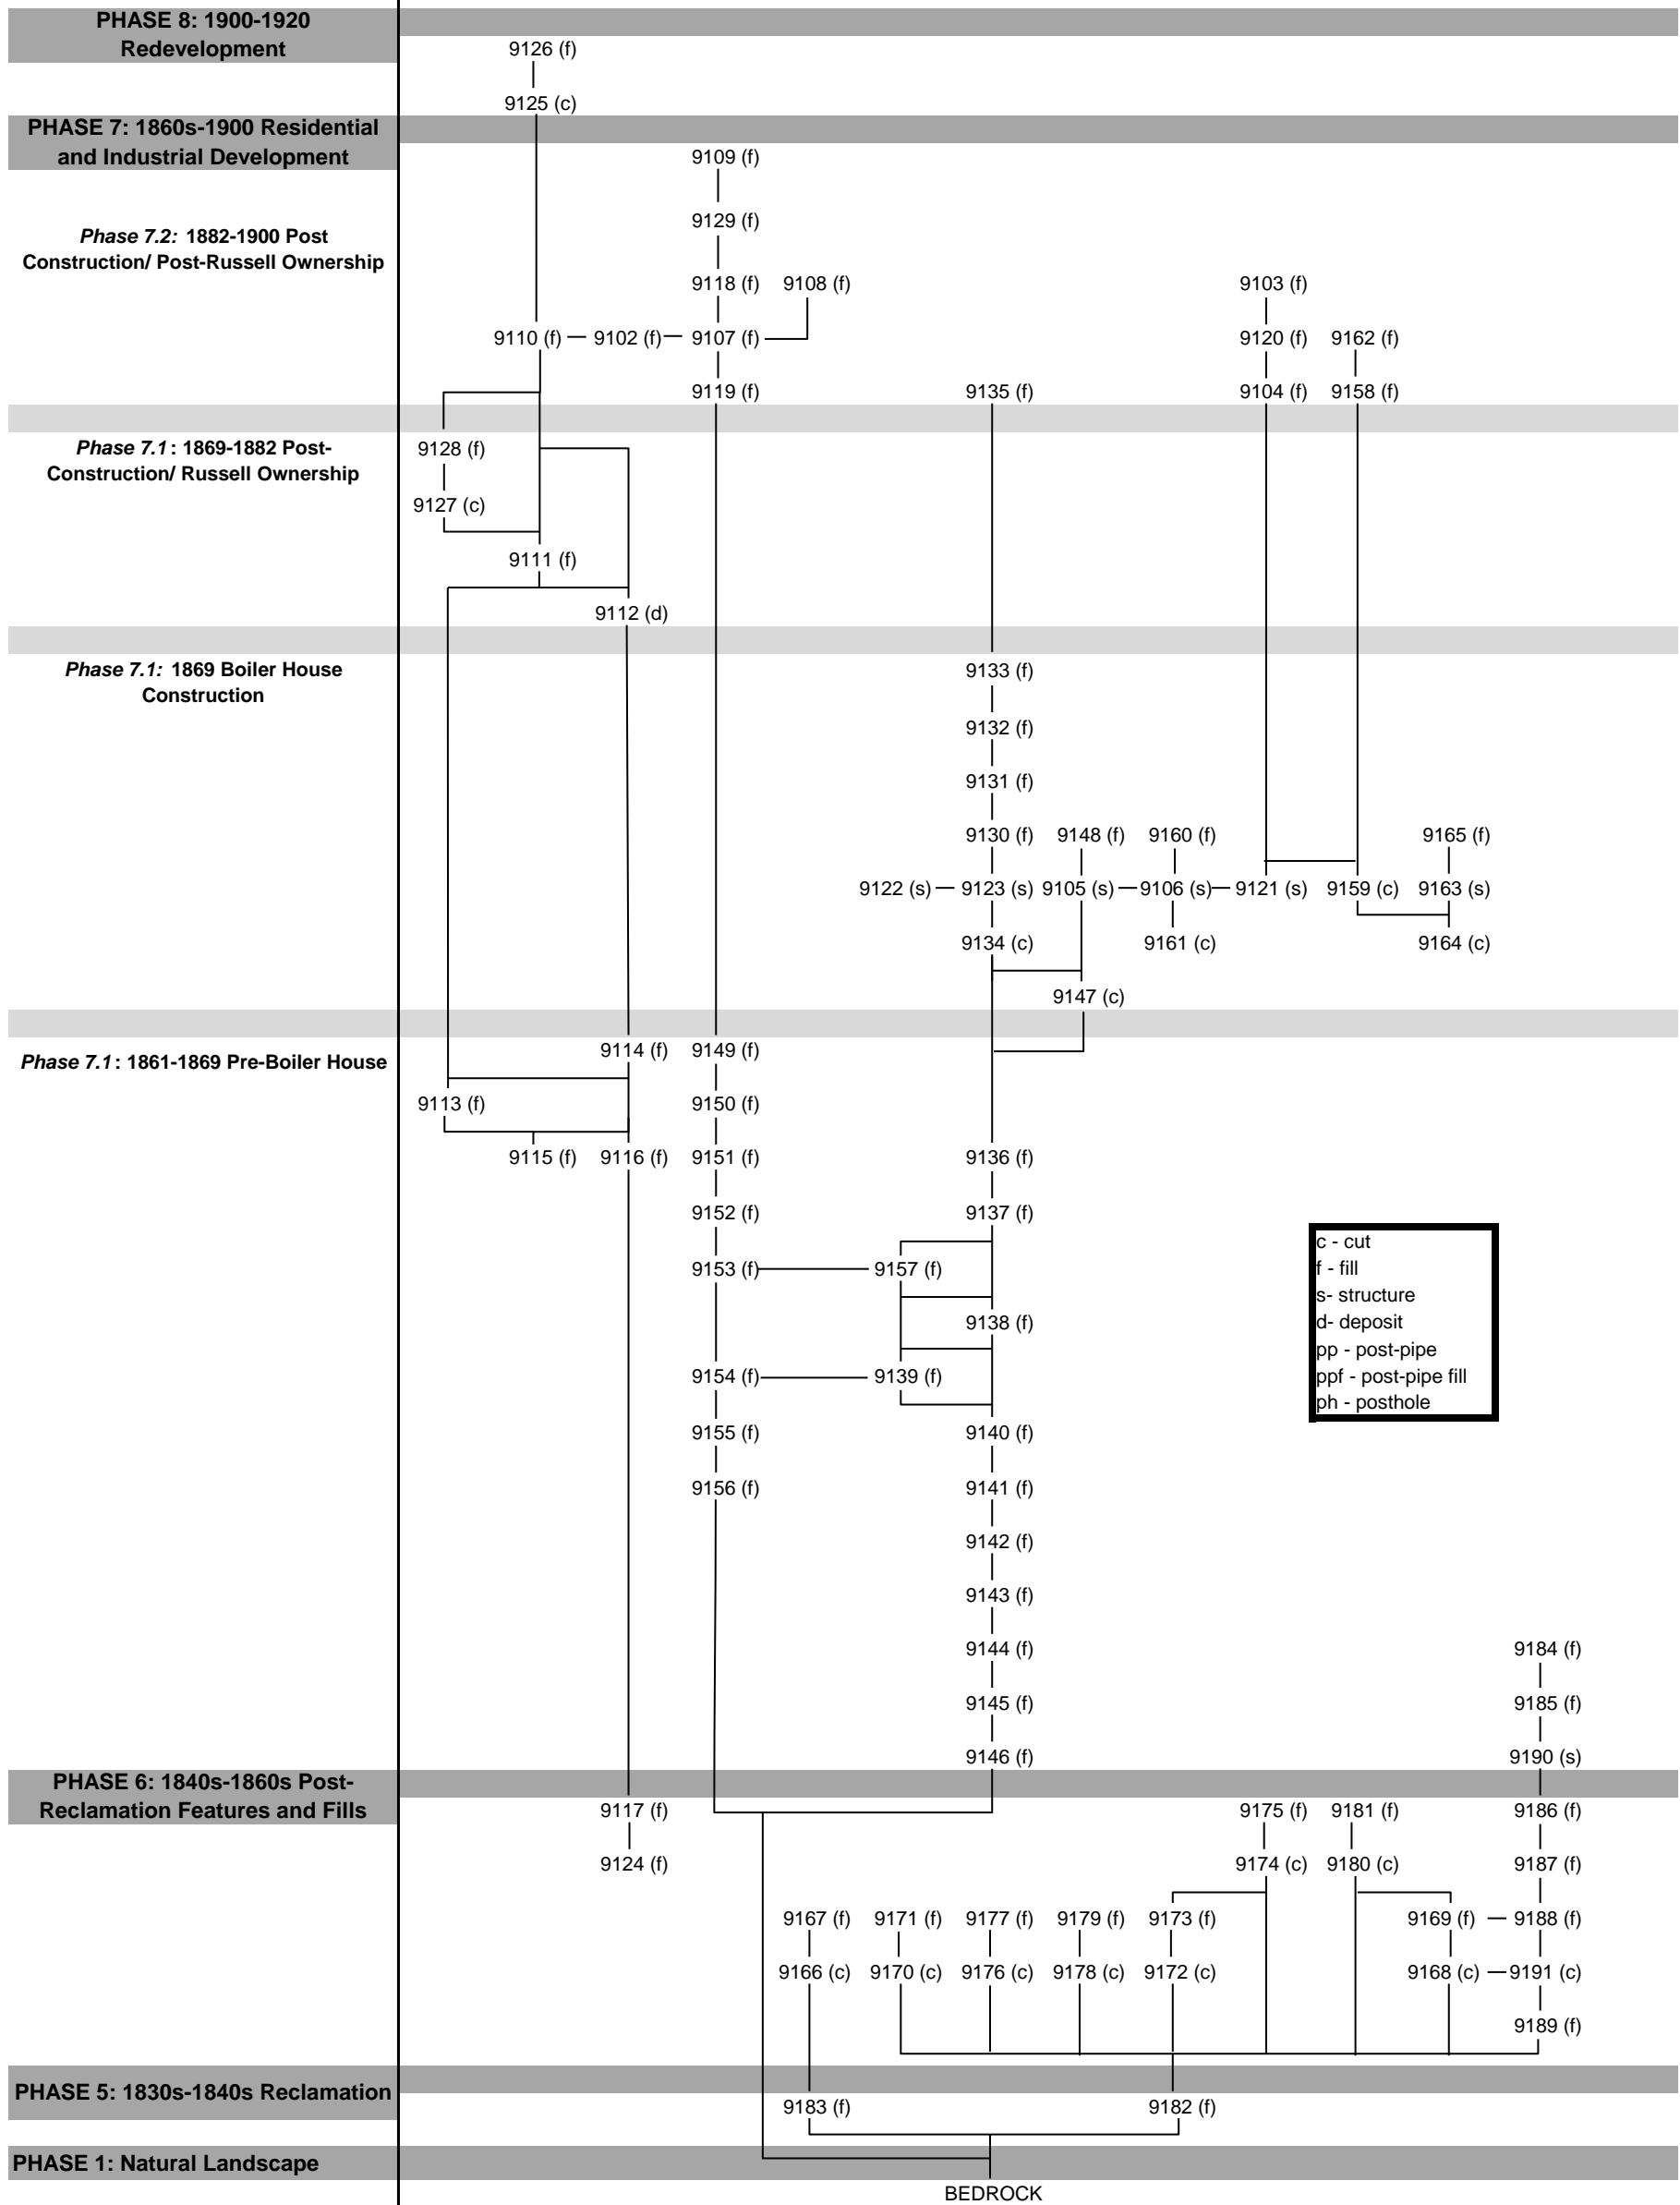 PHASE 8: 1900-1920
Redevelopment
9126 (f)
9125 (c)
PHASE 7: 1860s-1900 Residential
and Industrial Development
9109 (f)
9129 (f)
Phase 7.2: 1882-1900 Post
Construction/ Post-Russell Ownership
9118 (f) 9108 (f) 9103 (f)
9110 (f) 9102 (f) 9107 (f) 9120 (f) 9162 (f)
9119 (f) 9135 (f) 9104 (f) 9158 (f)
Phase 7.1: 1869-1882 Post-
Construction/ Russell Ownership
9128 (f)
9127 (c)
9111 (f)
9112 (d)
Phase 7.1: 1869 Boiler House
Construction
9133 (f)
9132 (f)
9131 (f)
9130 (f) 9148 (f) 9160 (f) 9165 (f)
9122 (s) 9123 (s) 9105 (s) 9106 (s) 9121 (s) 9159 (c) 9163 (s)
9134 (c) 9161 (c) 9164 (c)
9147 (c)
Phase 7.1: 1861-1869 Pre-Boiler House
9114 (f) 9149 (f)
9113 (f) 9150 (f)
9115 (f) 9116 (f) 9151 (f) 9136 (f)
9152 (f) 9137 (f)
9153 (f) 9157 (f)
9138 (f)
9154 (f) 9139 (f)
9155 (f) 9140 (f)
9156 (f) 9141 (f)
9142 (f)
9143 (f)
9144 (f) 9184 (f)
9145 (f) 9185 (f)
9146 (f) 9190 (s)
c - cut
f - fill
s- structure
d- deposit
pp - post-pipe
ppf - post-pipe fill
ph - posthole
PHASE 6: 1840s-1860s Post-
Reclamation Features and Fills
9117 (f) 9175 (f) 9181 (f) 9186 (f)
9124 (f) 9174 (c) 9180 (c) 9187 (f)
9167 (f) 9171 (f) 9177 (f) 9179 (f) 9173 (f) 9169 (f) 9188 (f)
9166 (c) 9170 (c) 9176 (c) 9178 (c) 9172 (c) 9168 (c) 9191 (c)
9189 (f)
PHASE 5: 1830s-1840s Reclamation
9183 (f) 9182 (f)
PHASE 1: Natural Landscape
BEDROCK